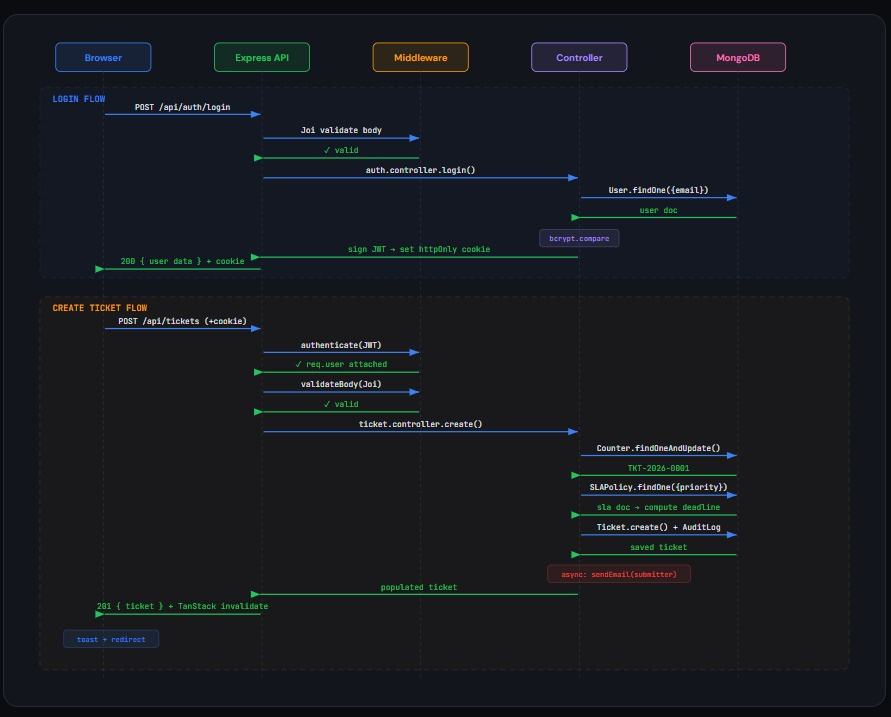 Browser
Express API
Middleware
Controller
MongoDB
LOGIN FLOW
POST /api/auth/login
Joi validate body
✓ valid
auth.controller.login()
User.findOne({email})
user doc
bcrypt.compare
sign JWT → set httpOnly cookie
200 { user data } + cookie
CREATE TICKET FLOW
POST /api/tickets (+cookie)
authenticate(JWT)
✓ req.user attached
validateBody(Joi)
✓ valid
ticket.controller.create()
Counter.findOneAndUpdate()
TKT-2026-0001
SLAPolicy.findOne({priority})
sla doc → compute deadline
Ticket.create() + AuditLog
saved ticket
async: sendEmail(submitter)
populated ticket
201 { ticket } + TanStack invalidate
toast + redirect